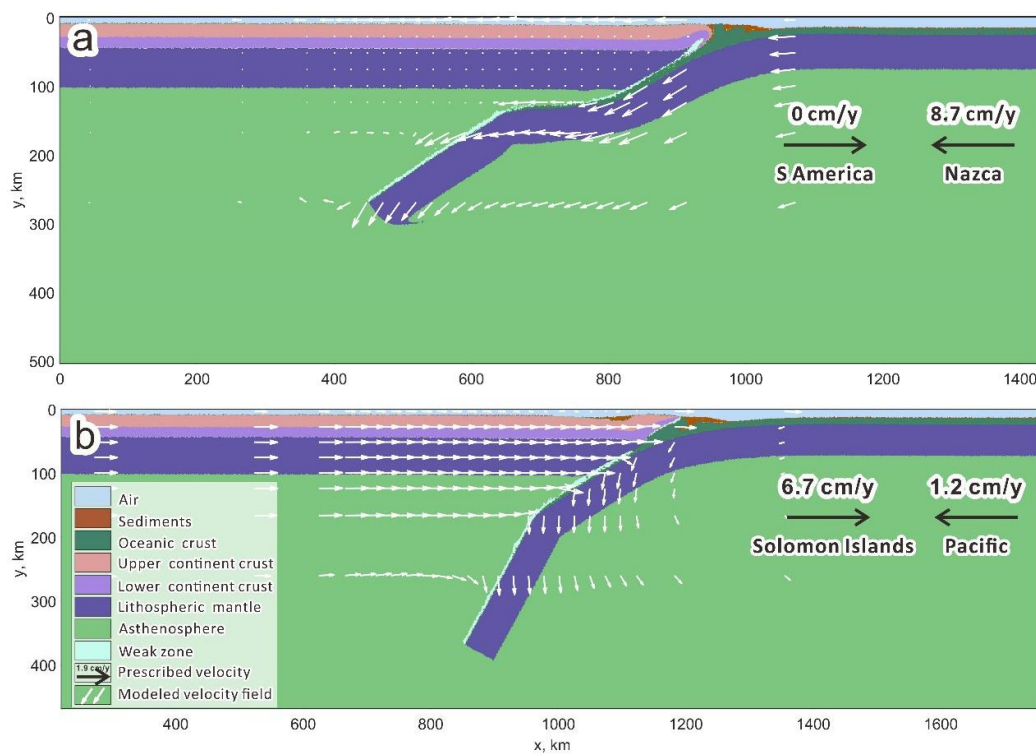 a
0
100
200
300
400
500
y, km
0 cm/y
8.7 cm/y
S America
Nazca
0
200
400
600
800
1000
1200
1400
b
0
100
200
300
400
y, km
Air
Sediments
Oceanic crust
Upper continent crust
Lower continent crust
Lithospheric mantle
Asthenosphere
Weak zone
1.9 cm/y
Prescribed velocity
Modeled velocity field
6.7 cm/y
1.2 cm/y
Solomon Islands
Pacific
400
600
800
1000
1200
1400
1600
x, km